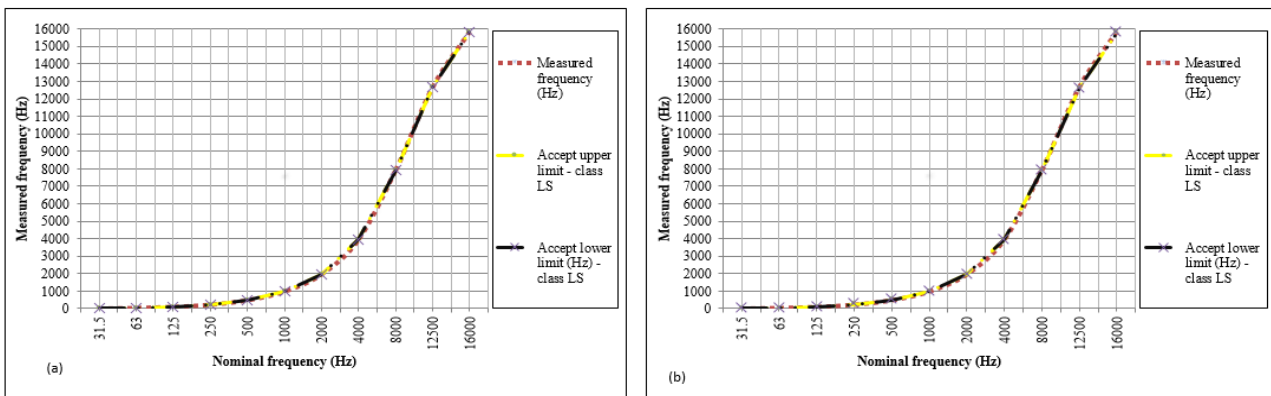 16000
15000
14000
13000
12000
11000
10000
9000
8000
7000
6000
5000
4000
3000
2000
1000
0
Measured frequency (Hz)
31.5
63
125
250
500
1000
2000
4000
8000
12500
16000
Nominal frequency (Hz)
(a)
Measured
frequency
(Hz)
Accept upper
limit - class
LS
Accept lower
limit (Hz) -
class LS
16000
15000
14000
13000
12000
11000
10000
9000
8000
7000
6000
5000
4000
3000
2000
1000
0
Measured frequency (Hz)
31.5
63
125
250
500
1000
2000
4000
8000
12500
16000
Nominal frequency (Hz)
(b)
Measured
frequency
(Hz)
Accept upper
limit - class
LS
Accept lower
limit (Hz) -
class LS